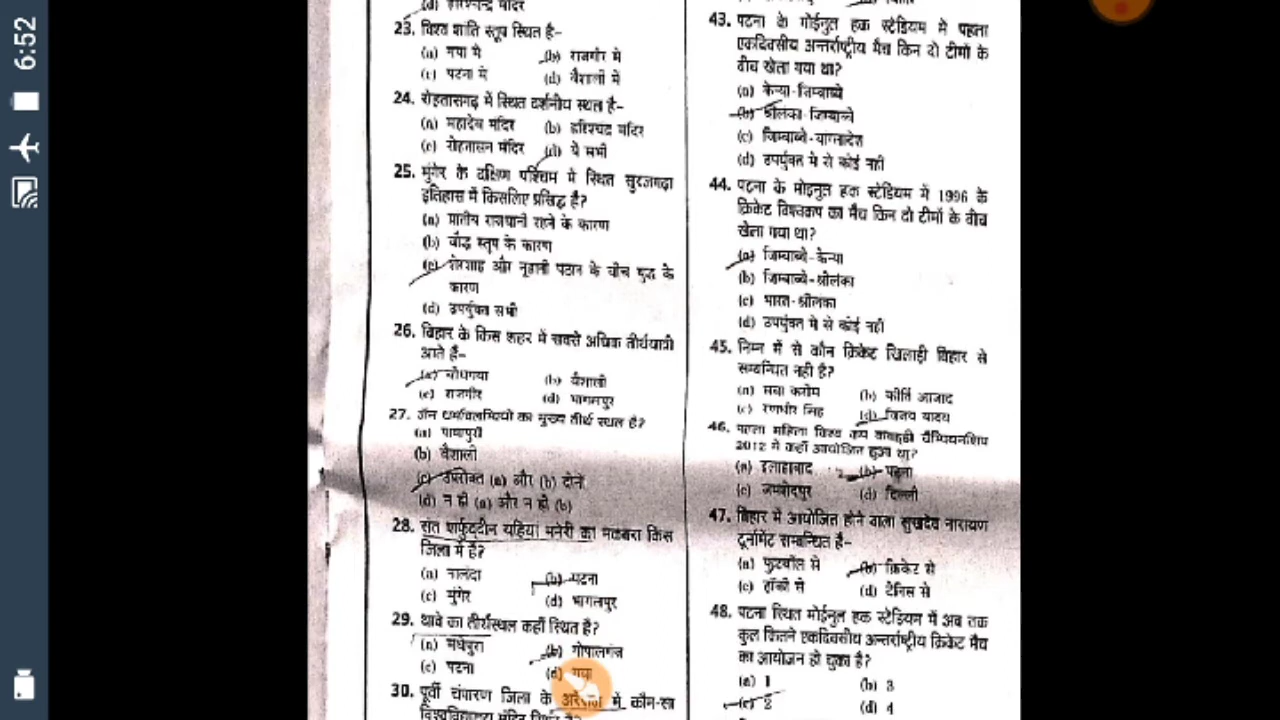 6:52
(d) हरिश्चन्द्र मंदिर
23. विश्व शांति स्तूप स्थित है-
(a) गया मे (b) राजगीर मे
(c) पटना मे (d) वैशाली में
24. रोहतासगढ़ में स्थित दर्शनीय स्थल है-
(a) महादेव मंदिर (b) हरिश्चंद्र मंदिर
(c) रोहतासन मंदिर (d) ये सभी
25. मुंगेर के दक्षिण पश्चिम मे स्थित सुरजगढ़ा
इतिहास में किसलिए प्रसिद्ध है?
(a) प्रातीय राजधानी रहने के कारण
(b) बौद्ध स्तूप के कारण
(c) शेरशाह और नूहानी पठान के बीच युद्ध के
कारण
(d) उपर्युक्त सभी
26. बिहार के किस शहर में सबसे अधिक तीर्थयात्री
आते हैं-
(a) बोधगया (b) वैशाली
(c) राजगीर (d) भागलपुर
27. जैन धर्मावलम्बियों का मुख्य तीर्थ स्थल है?
(a) पावापुरी
(b) वैशाली
(c) उपरोक्त (a) और (b) दोनों
(d) न ही (a) और न ही (b)
28. संत शर्फुद्दीन यहिया मनेरी का मकबरा किस
जिला में है?
(a) नालंदा (b) पटना
(c) मुंगेर (d) भागलपुर
29. थावे का तीर्थस्थल कहाँ स्थित है?
(a) मधेपुरा (b) गोपालगंज
(c) पटना (d) गया
30. पूर्वी चंपारण जिला के में कौन-सा
43. पटना के मोईनुल हक स्टेडियम मे पहला
एकदिवसीय अन्तर्राष्ट्रीय मैच किन दो टीमों के
बीच खेला गया था?
(a) केन्या-जिम्बाब्वे
(b) श्रीलंका-जिम्बाब्वे
(c) जिम्बाब्वे-बांग्लादेश
(d) उपर्युक्त मे से कोई नही
44. पटना के मोइनुल हक स्टेडियम में 1996 के
क्रिकेट विश्वकप का मैच किन दो टीमों के बीच
खेला गया था?
(a) जिम्बाब्वे-केन्या
(b) जिम्बाब्वे-श्रीलंका
(c) भारत-श्रीलंका
(d) उपर्युक्त मे से कोई नही
45. निम्न में से कौन क्रिकेट खिलाड़ी बिहार से
सम्बन्धित नही है?
(a) सबा करीम (b) कीर्ति आजाद
(c) रणधीर सिंह (d) विजय यादव
46. पहला महिला विश्व कप कबड्डी चैम्पियनशिप
2012 मे कहाँ आयोजित हुआ था?
(a) इलाहाबाद (b) पटना
(c) जमशेदपुर (d) दिल्ली
47. बिहार में आयोजित होने वाला सुखदेव नारायण
टूर्नामेंट सम्बन्धित है-
(a) फुटबॉल से (b) क्रिकेट से
(c) हॉकी से (d) टेनिस से
48. पटना स्थित मोईनुल हक स्टेडियम में अब तक
कुल कितने एकदिवसीय अन्तर्राष्ट्रीय क्रिकेट मैच
का आयोजन हो चुका है?
(a) 1 (b) 3
(c) 2 (d) 4